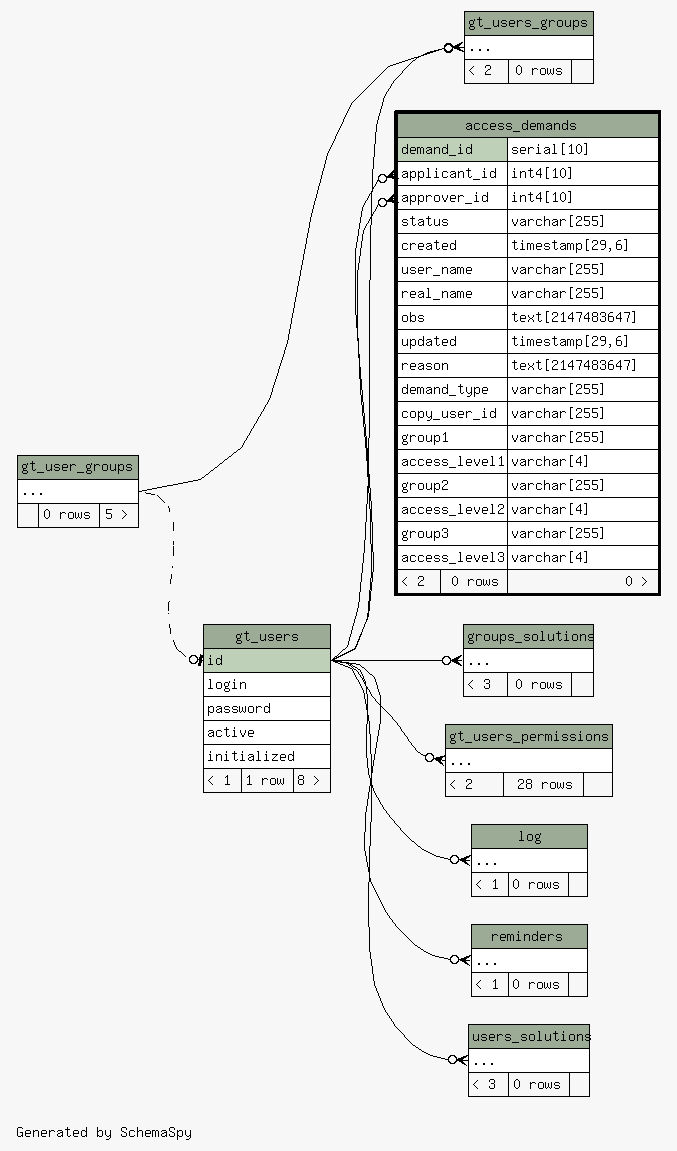 gt_users_groups
...
< 2 0 rows
access_demands
demand_id serial[10]
applicant_id int4[10]
approver_id int4[10]
status varchar[255]
created timestamp[29,6]
user_name varchar[255]
real_name varchar[255]
obs text[2147483647]
updated timestamp[29,6]
reason text[2147483647]
demand_type varchar[255]
copy_user_id varchar[255]
group1 varchar[255]
access_level1 varchar[4]
group2 varchar[255]
access_level2 varchar[4]
group3 varchar[255]
access_level3 varchar[4]
< 2 0 rows 0 >
gt_user_groups
...
0 rows 5 >
gt_users
id
login
password
active
initialized
< 1 1 row 8 >
groups_solutions
...
< 3 0 rows
gt_users_permissions
...
< 2 28 rows
log
...
< 1 0 rows
reminders
...
< 1 0 rows
users_solutions
...
< 3 0 rows
Generated by SchemaSpy